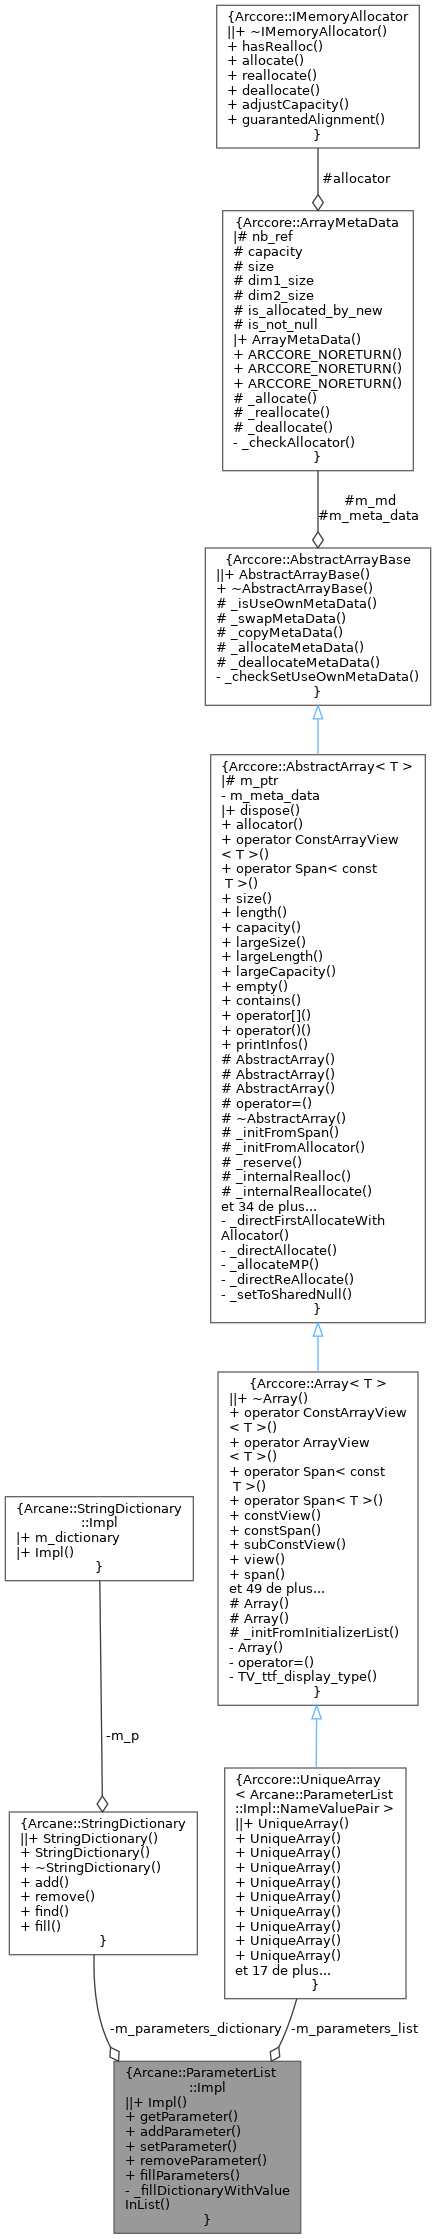 {Arccore::IMemoryAllocator
||+ ~IMemoryAllocator()
+ hasRealloc()
+ allocate()
+ reallocate()
+ deallocate()
+ adjustCapacity()
+ guarantedAlignment()
}
#allocator
{Arccore::ArrayMetaData
|# nb_ref
# capacity
# size
# dim1_size
# dim2_size
# is_allocated_by_new
# is_not_null
|+ ArrayMetaData()
+ ARCCORE_NORETURN()
+ ARCCORE_NORETURN()
+ ARCCORE_NORETURN()
# _allocate()
# _reallocate()
# _deallocate()
- _checkAllocator()
}
#m_md
#m_meta_data
{Arccore::AbstractArrayBase
||+ AbstractArrayBase()
+ ~AbstractArrayBase()
# _isUseOwnMetaData()
# _swapMetaData()
# _copyMetaData()
# _allocateMetaData()
# _deallocateMetaData()
- _checkSetUseOwnMetaData()
}
{Arccore::AbstractArray< T >
|# m_ptr
- m_meta_data
|+ dispose()
+ allocator()
+ operator ConstArrayView
< T >()
+ operator Span< const
T >()
+ size()
+ length()
+ capacity()
+ largeSize()
+ largeLength()
+ largeCapacity()
+ empty()
+ contains()
+ operator[]()
+ operator()()
+ printInfos()
# AbstractArray()
# AbstractArray()
# AbstractArray()
# operator=()
# ~AbstractArray()
# _initFromSpan()
# _initFromAllocator()
# _reserve()
# _internalRealloc()
# _internalReallocate()
et 34 de plus...
- _directFirstAllocateWith
Allocator()
- _directAllocate()
- _allocateMP()
- _directReAllocate()
- _setToSharedNull()
}
{Arccore::Array< T >
||+ ~Array()
+ operator ConstArrayView
< T >()
+ operator ArrayView
< T >()
+ operator Span< const
T >()
+ operator Span< T >()
+ constView()
+ constSpan()
+ subConstView()
+ view()
+ span()
et 49 de plus...
# Array()
# Array()
# _initFromInitializerList()
- Array()
- operator=()
- TV_ttf_display_type()
}
{Arcane::StringDictionary
::Impl
|+ m_dictionary
|+ Impl()
}
-m_p
{Arcane::StringDictionary
||+ StringDictionary()
+ StringDictionary()
+ ~StringDictionary()
+ add()
+ remove()
+ find()
+ fill()
}
{Arccore::UniqueArray
< Arcane::ParameterList
::Impl::NameValuePair >
||+ UniqueArray()
+ UniqueArray()
+ UniqueArray()
+ UniqueArray()
+ UniqueArray()
+ UniqueArray()
+ UniqueArray()
+ UniqueArray()
+ UniqueArray()
+ UniqueArray()
et 17 de plus...
}
-m_parameters_dictionary
-m_parameters_list
{Arcane::ParameterList
::Impl
||+ Impl()
+ getParameter()
+ addParameter()
+ setParameter()
+ removeParameter()
+ fillParameters()
- _fillDictionaryWithValue
InList()
}